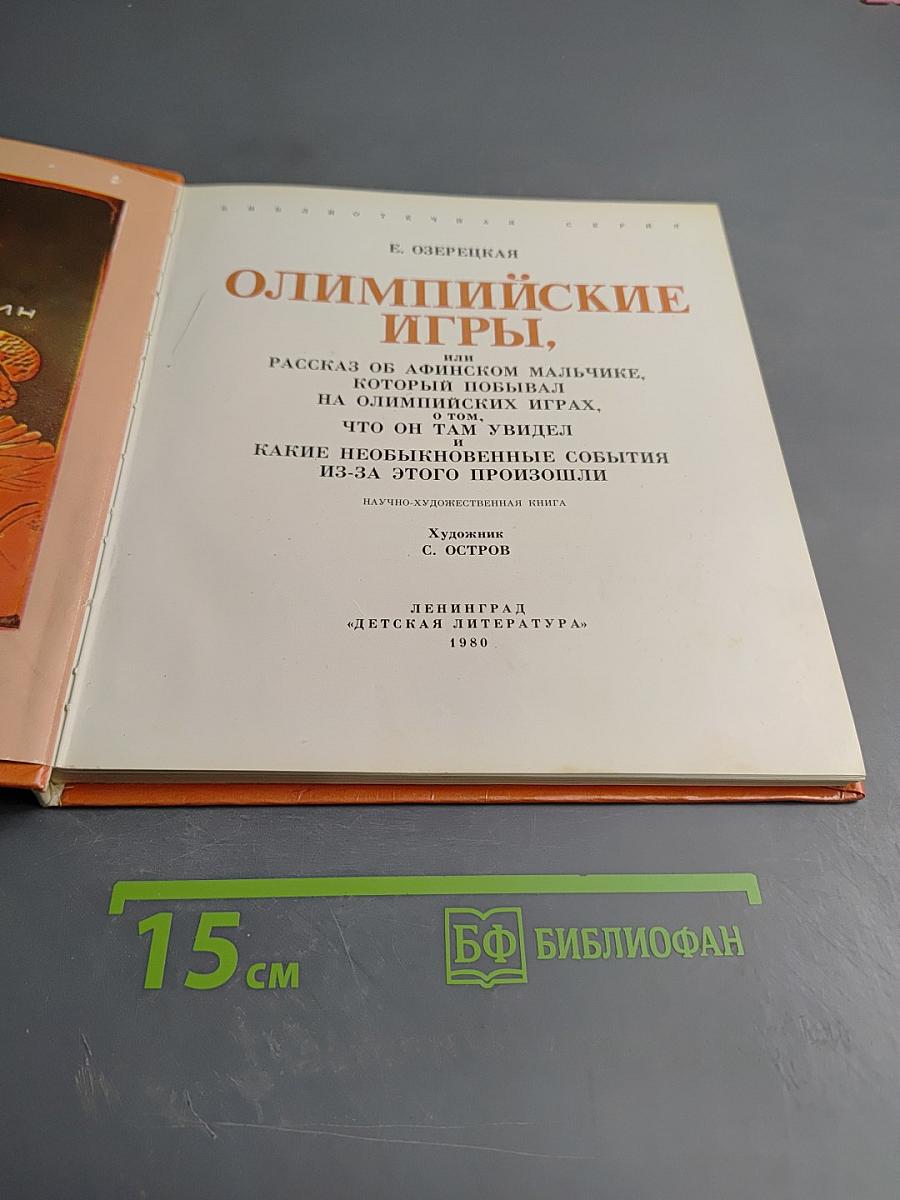 БИБЛИОТЕЧНАЯ СЕРИЯ
Е. ОЗЕРЕЦКАЯ
ОЛИМПИЙСКИЕ
ИГРЫ,
ИЛИ
РАССКАЗ ОБ АФИНСКОМ МАЛЬЧИКЕ,
КОТОРЫЙ ПОБЫВАЛ
НА ОЛИМПИЙСКИХ ИГРАХ,
О ТОМ,
ЧТО ОН ТАМ УВИДЕЛ
И
КАКИЕ НЕОБЫКНОВЕННЫЕ СОБЫТИЯ
ИЗ-ЗА ЭТОГО ПРОИЗОШЛИ
НАУЧНО-ХУДОЖЕСТВЕННАЯ КНИГА
Художник
С. ОСТРОВ
ЛЕНИНГРАД
«ДЕТСКАЯ ЛИТЕРАТУРА»
1980
15 см
БФ БИБЛИОФАН